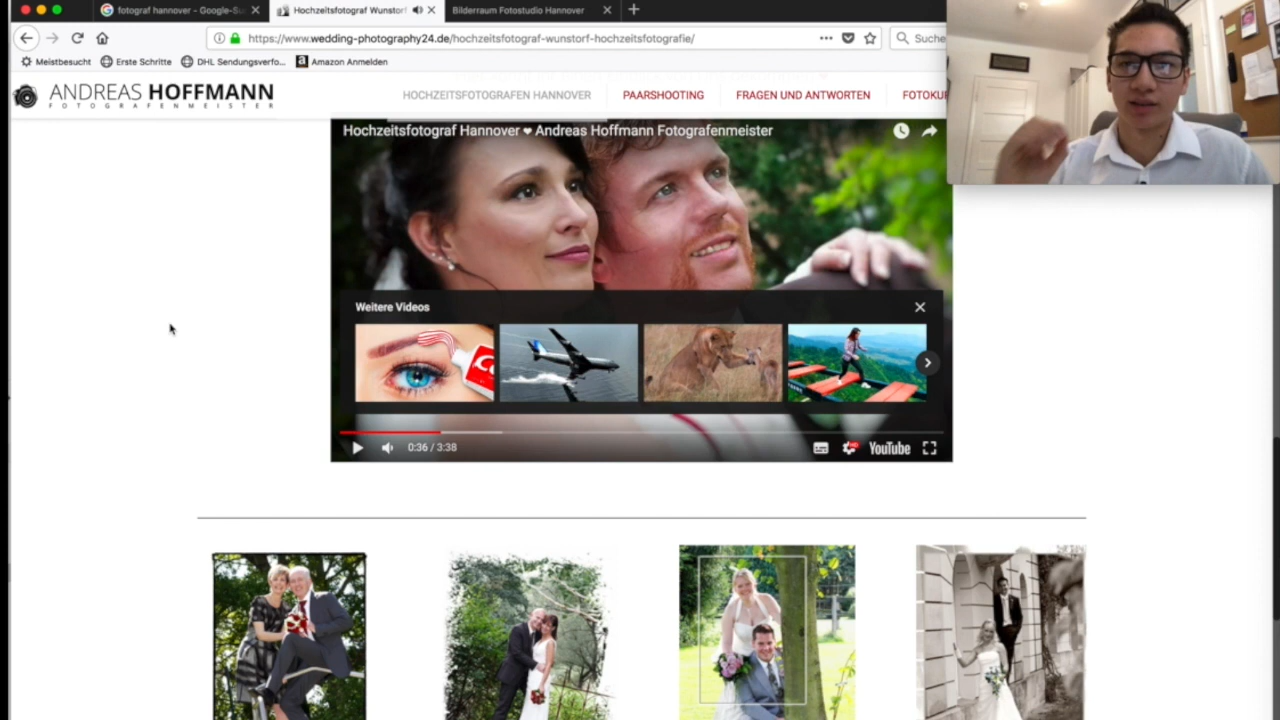 fotograf hannover - Google-Su
Hochzeitsfotograf Wunstorf
Bilderraum Fotostudio Hannover
https://www.wedding-photography24.de/hochzeitsfotograf-wunstorf-hochzeitsfotografie/
Suche
Meistbesucht
Erste Schritte
DHL Sendungsverfo...
Amazon Anmelden
ANDREAS HOFFMANN
FOTOGRAFENMEISTER
HOCHZEITSFOTOGRAFEN HANNOVER
PAARSHOOTING
FRAGEN UND ANTWORTEN
FOTOKUR
Hochzeitsfotograf Hannover ❤ Andreas Hoffmann Fotografenmeister
Weitere Videos
0:36 / 3:38
YouTube